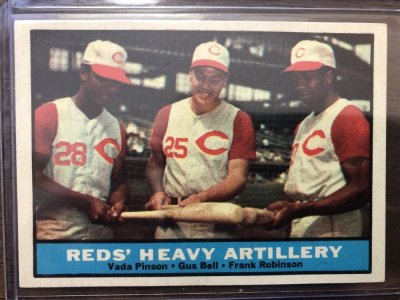 C C C
28 C 25 C C
REDS' HEAVY ARTILLERY
Vada Pinson • Gus Bell • Frank Robinson